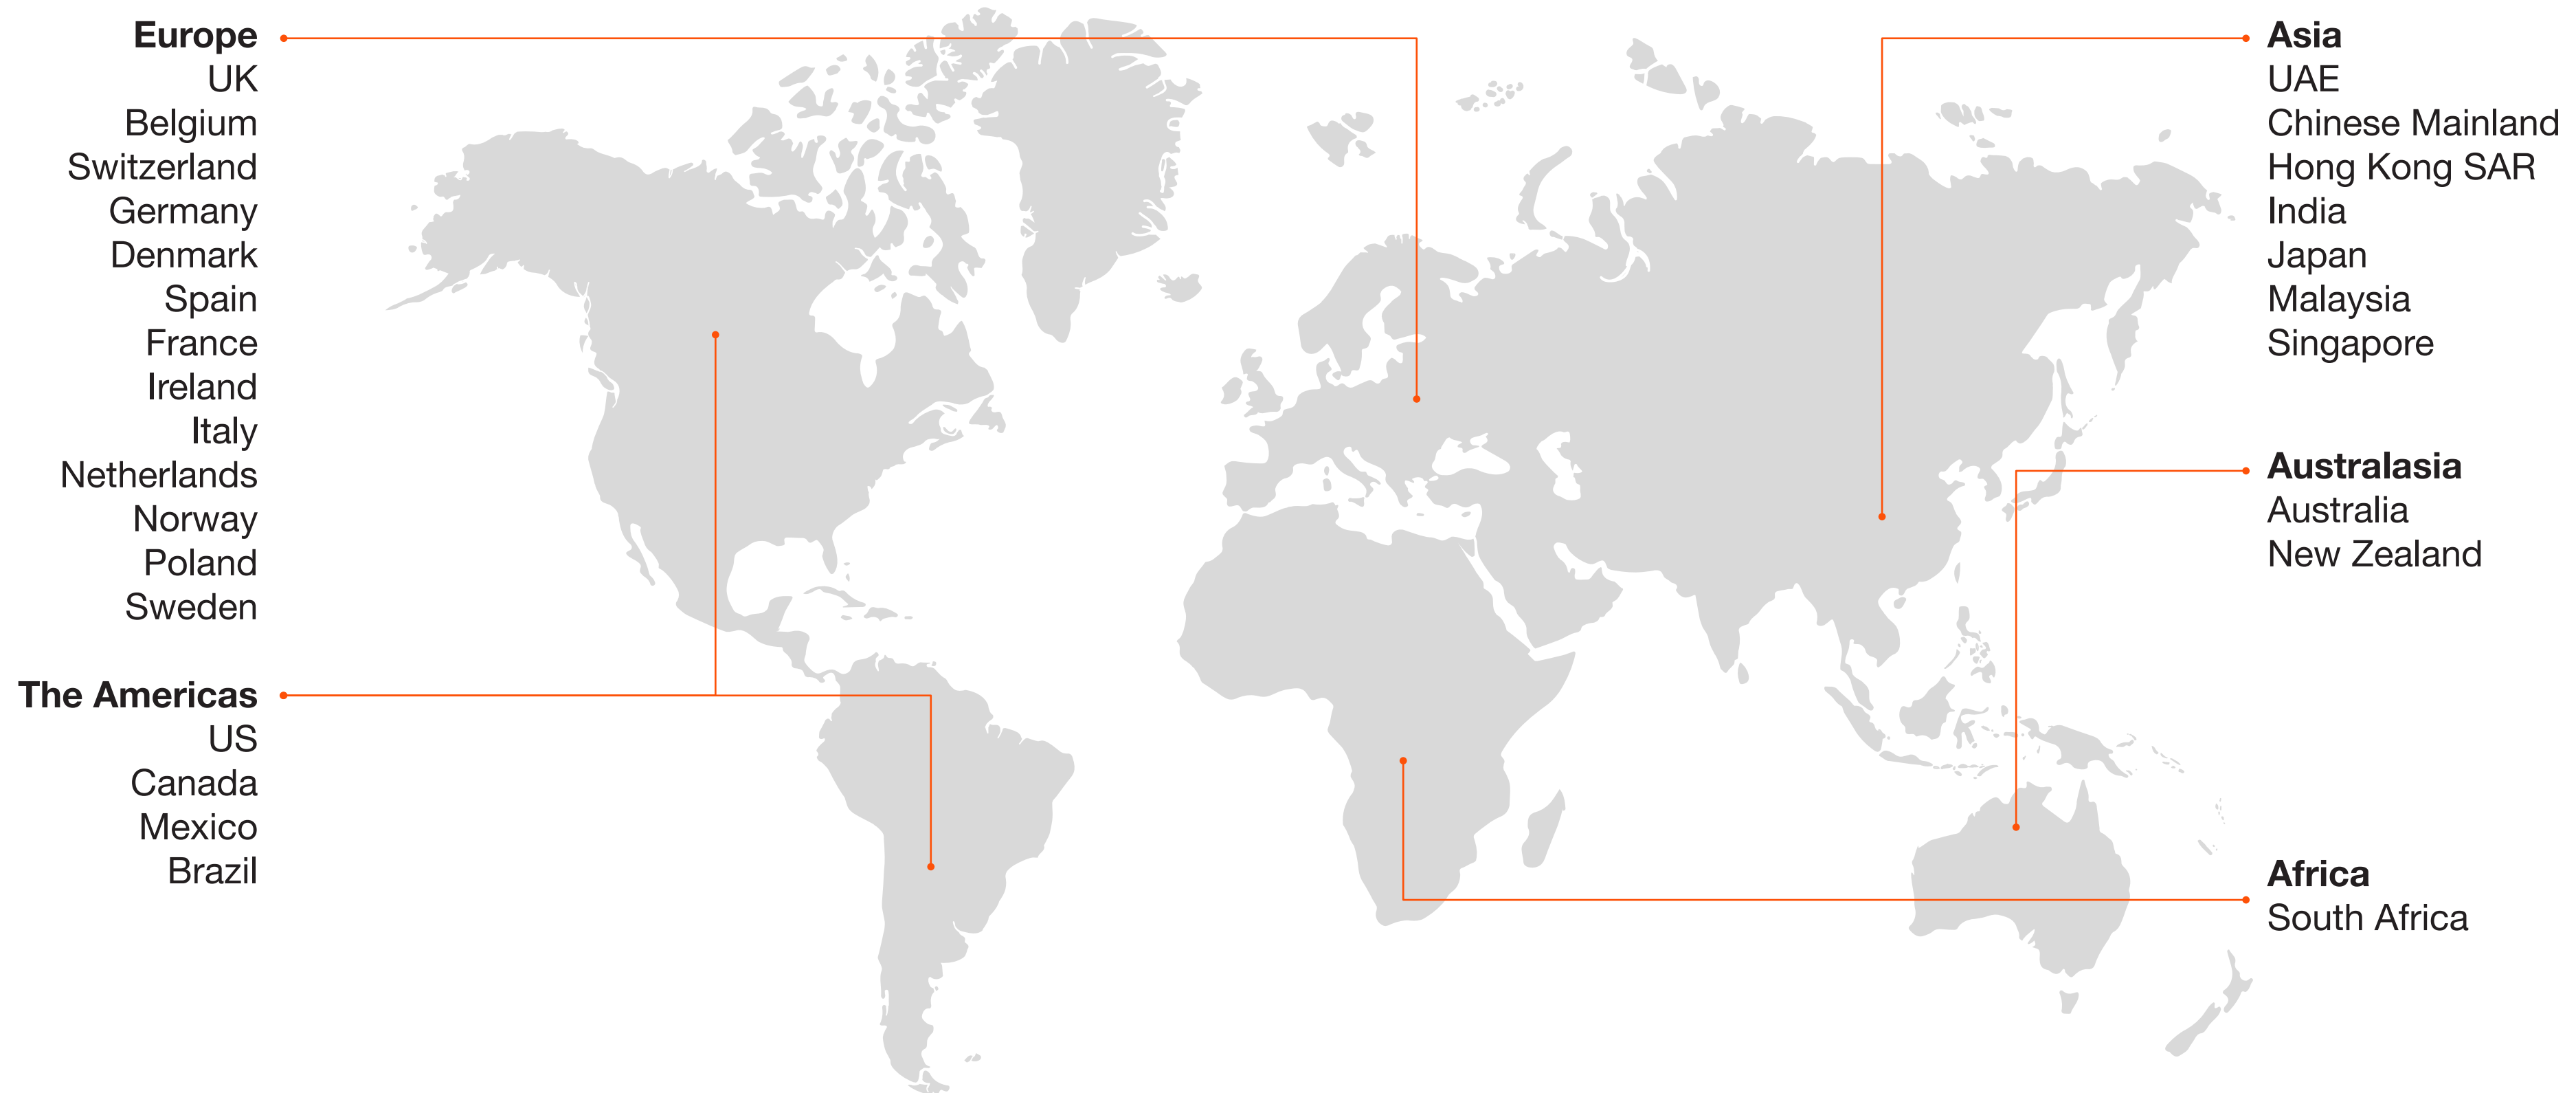 Europe
UK
Belgium
Switzerland
Germany
Denmark
Spain
France
Ireland
Italy
Netherlands
Norway
Poland
Sweden
The Americas
US
Canada
Mexico
Brazil
Asia
UAE
Chinese Mainland
Hong Kong SAR
India
Japan
Malaysia
Singapore
Australasia
Australia
New Zealand
Africa
South Africa